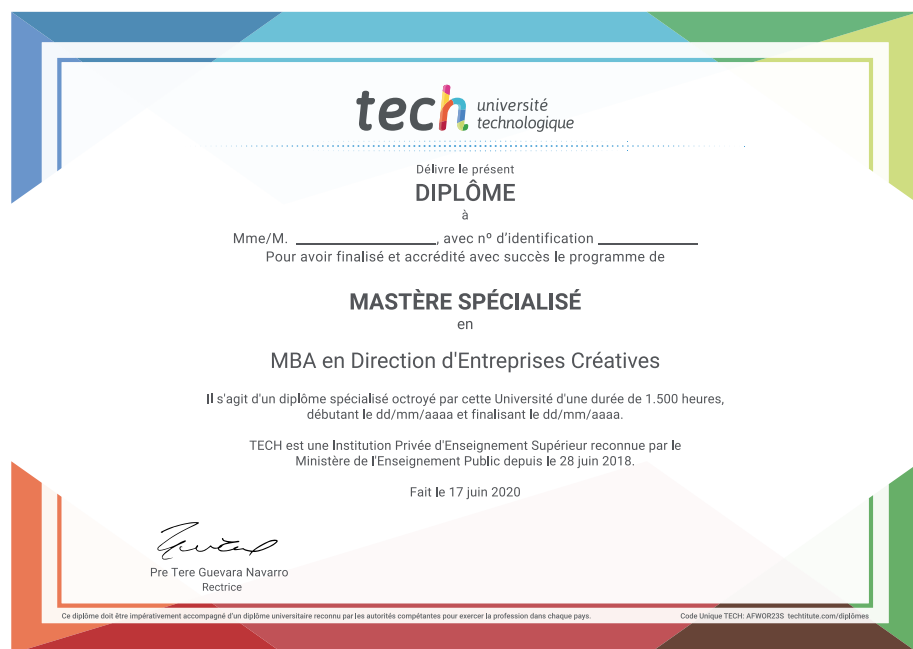 tech université
technologique
Délivre le présent
DIPLÔME
à
Mme/M. ____________________, avec nº d'identification ______________
Pour avoir finalisé et accrédité avec succès le programme de
MASTÈRE SPÉCIALISÉ
en
MBA en Direction d'Entreprises Créatives
Il s'agit d'un diplôme spécialisé octroyé par cette Université d'une durée de 1.500 heures,
débutant le dd/mm/aaaa et finalisant le dd/mm/aaaa.
TECH est une Institution Privée d'Enseignement Supérieur reconnue par le
Ministère de l'Enseignement Public depuis le 28 juin 2018.
Fait le 17 juin 2020
Pre Tere Guevara Navarro
Rectrice
Ce diplôme doit être impérativement accompagné d'un diplôme universitaire reconnu par les autorités compétantes pour exercer la profession dans chaque pays.
Code Unique TECH: AFWOR23S techtitute.com/diplômes